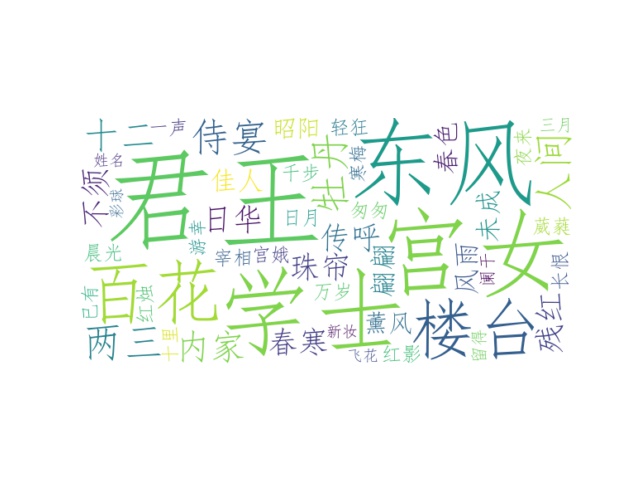 十二
一声
侍宴
昭阳
轻狂
东风
春色
夜来
三月
人间
不须
姓名
彩球
君王
佳人
千步
牡丹
寒梅
日华
日月
匆匆
未成
葳蕤
游幸
传呼
宫女
风雨
阑干
长恨
晨光
宰相
宫娥
珠帘
翩翩
百花
学士
万岁
已有
红烛
薰风
楼台
残红
两三
十里
内家
春寒
新妆
飞花
红影
留得